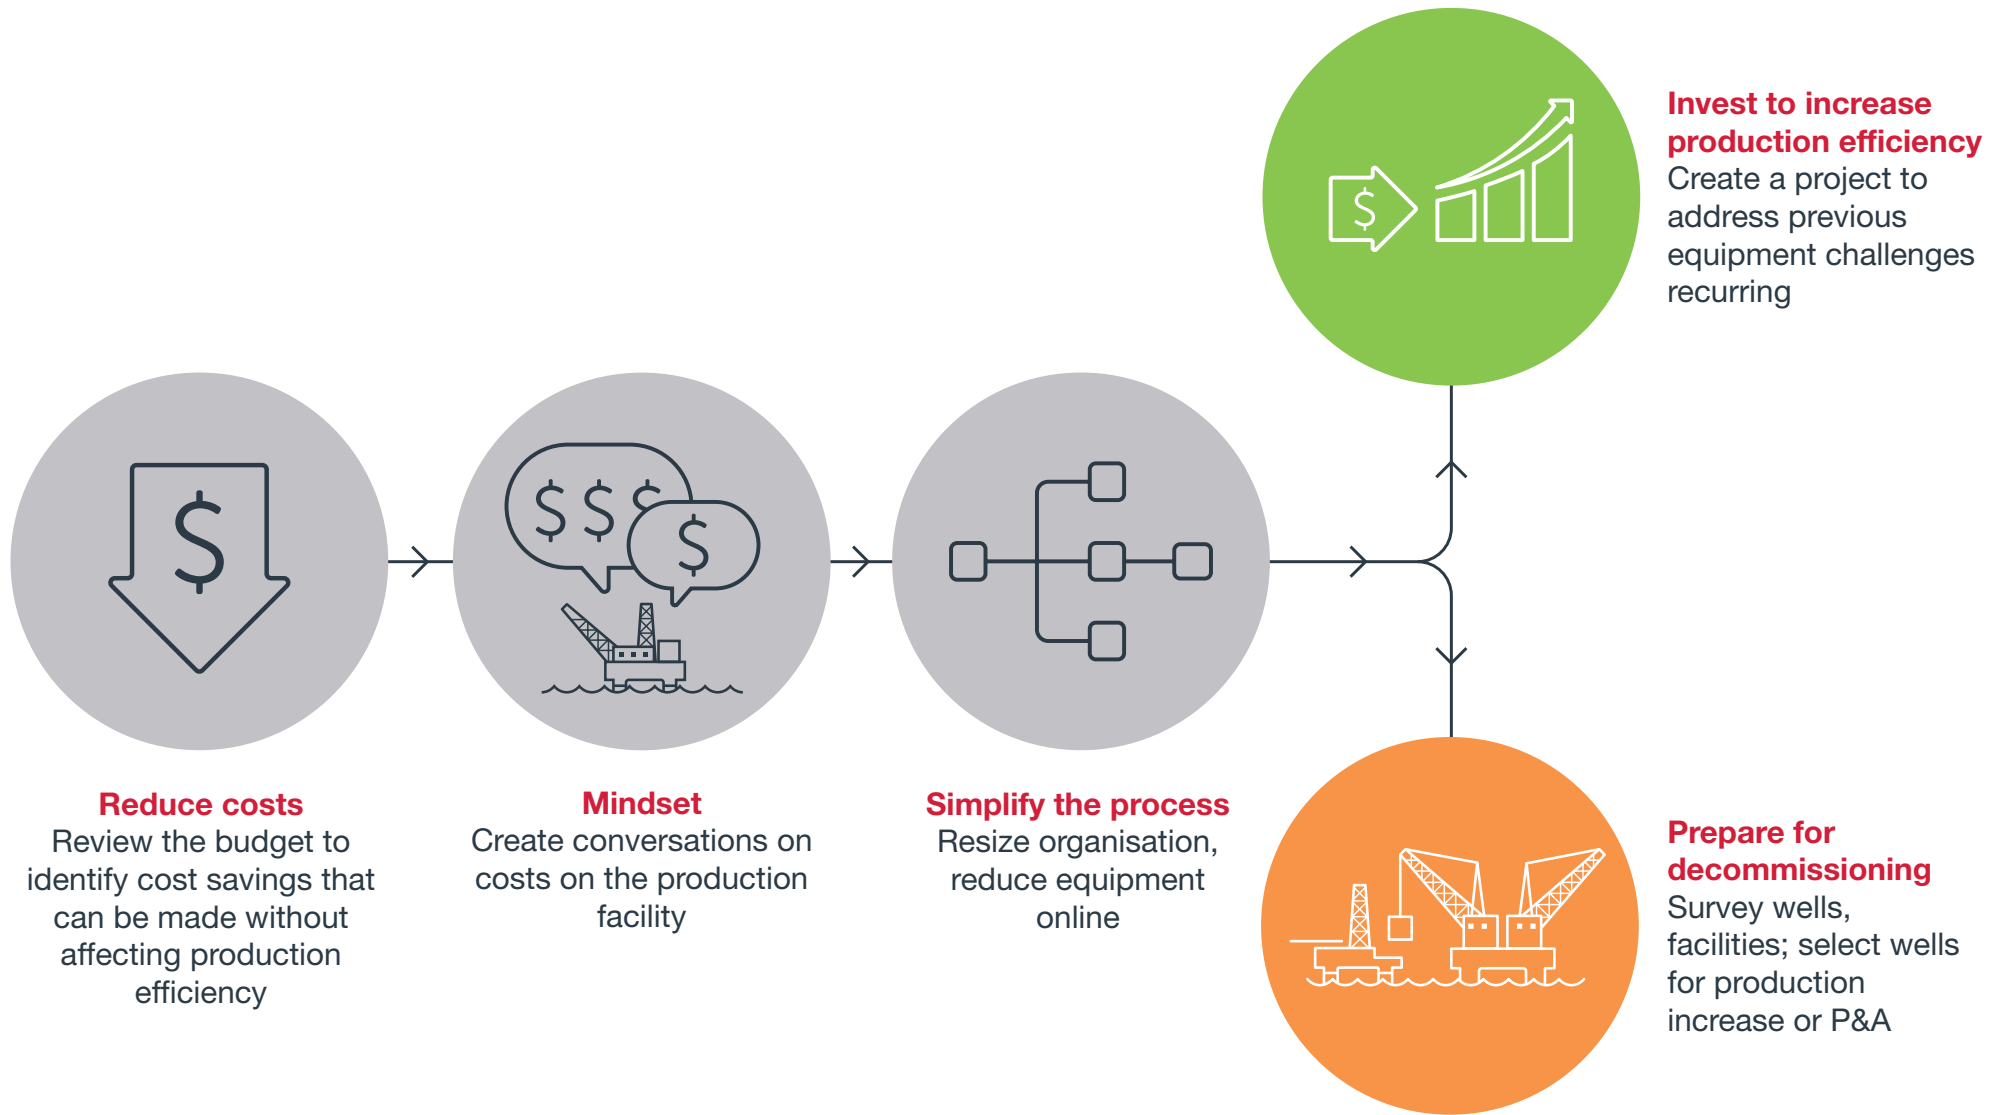 Invest to increase
production efficiency
Create a project to
address previous
equipment challenges
recurring
$
$ $ $
$
$
Reduce costs
Review the budget to
identify cost savings that
can be made without
affecting production
efficiency
Mindset
Create conversations on
costs on the production
facility
Simplify the process
Resize organisation,
reduce equipment
online
Prepare for
decommissioning
Survey wells,
facilities; select wells
for production
increase or P&A